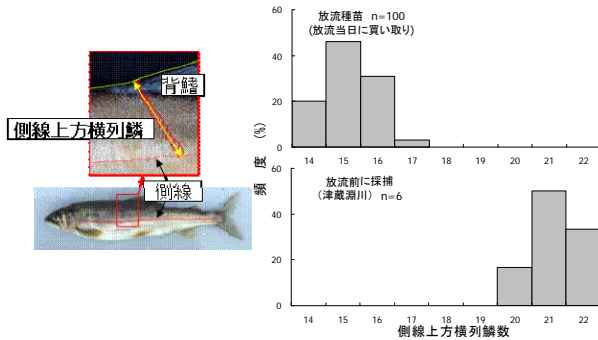 背鰭
側線上方横列鱗
側線
放流種苗 n=100
(放流当日に買い取り)
60
40
20
0
14 15 16 17 18 19 20 21 22
頻度 (%)
放流前に採捕
(津蔵淵川) n=6
60
40
20
0
14 15 16 17 18 19 20 21 22
側線上方横列鱗数